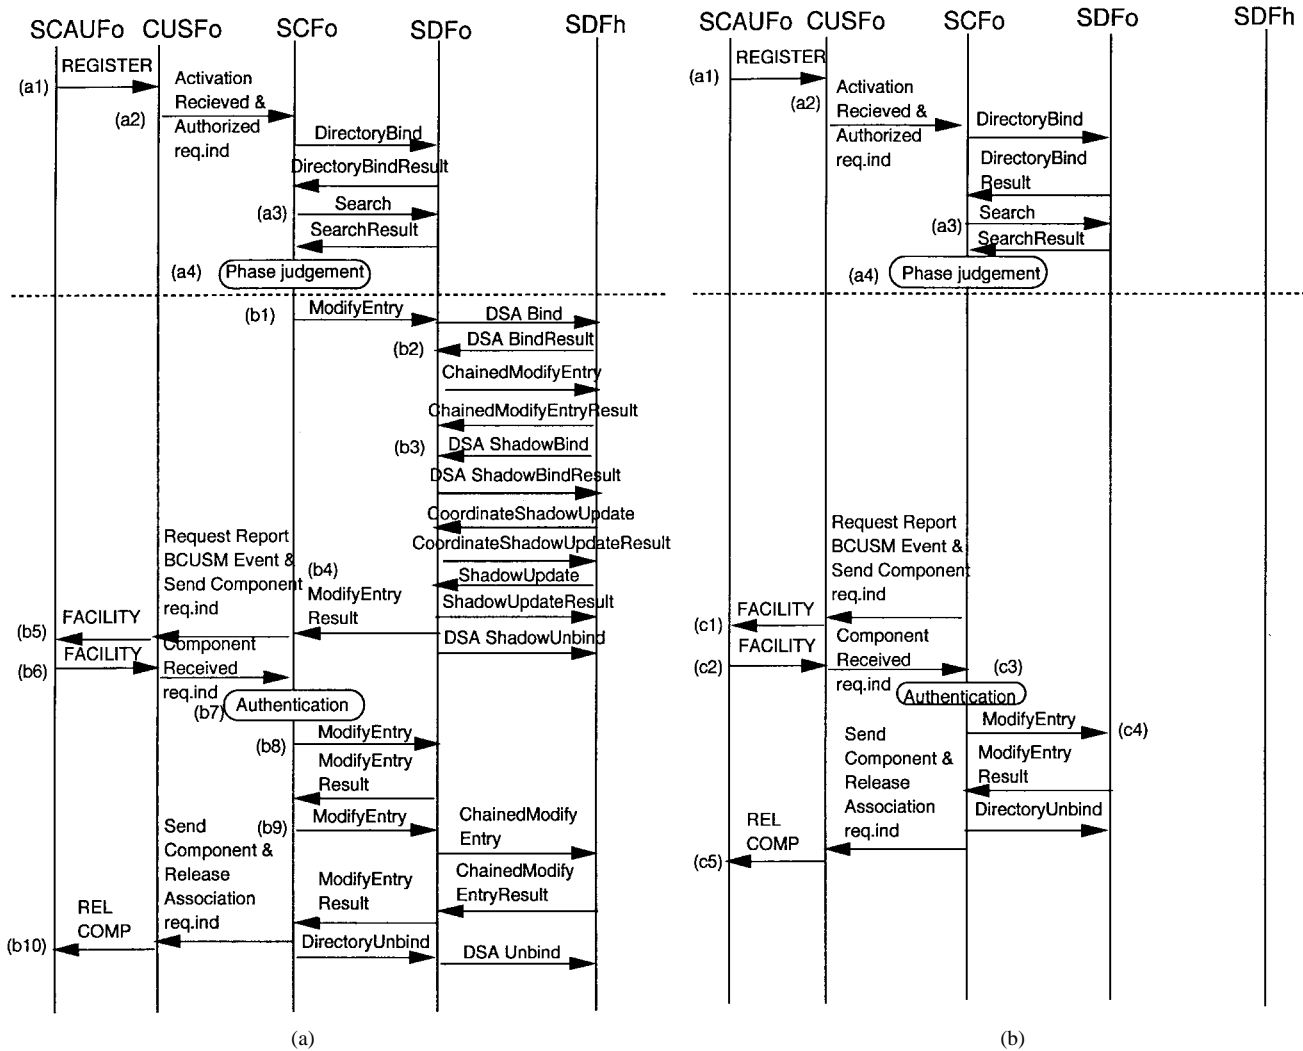 SCAUFo CUSFo SCFo SDFo SDFh
REGISTER
(a1)
Activation
Recieved &
(a2)
Authorized
req.ind
DirectoryBind
DirectoryBindResult
(a3) Search
SearchResult
(a4) Phase judgement
(b1) ModifyEntry DSA Bind
(b2) DSA BindResult
ChainedModifyEntry
ChainedModifyEntryResult
(b3) DSA ShadowBind
DSA ShadowBindResult
CoordinateShadowUpdate
CoordinateShadowUpdateResult
ShadowUpdate
ShadowUpdateResult
DSA ShadowUnbind
Request Report
BCUSM Event &
Send Component
req.ind
(b4)
ModifyEntry
Result
FACILITY
(b5)
FACILITY
(b6)
Component
Received
req.ind
(b7) Authentication
(b8) ModifyEntry
ModifyEntry
Result
(b9) ModifyEntry
ChainedModify
Entry
ChainedModify
EntryResult
ModifyEntry
Result
Send
Component &
Release
Association
req.ind
REL
COMP
(b10)
DirectoryUnbind
DSA Unbind
(a)
SCAUFo CUSFo SCFo SDFo SDFh
REGISTER
(a1)
Activation
Recieved &
(a2)
Authorized
req.ind
DirectoryBind
DirectoryBind
Result
(a3) Search
SearchResult
(a4) Phase judgement
Request Report
BCUSM Event &
Send Component
req.ind
FACILITY
(c1)
FACILITY
(c2)
Component
Received
req.ind
(c3)
Authentication
ModifyEntry (c4)
ModifyEntry
Result
DirectoryUnbind
Send
Component &
Release
Association
req.ind
REL
COMP
(c5)
(b)